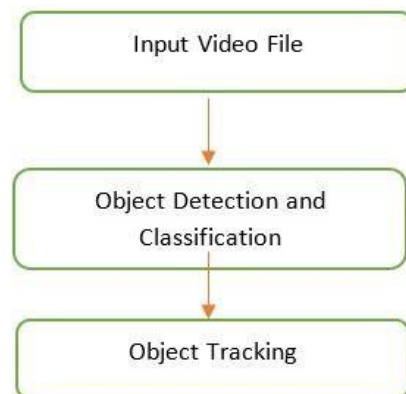 Input Video File
Object Detection and
Classification
Object Tracking